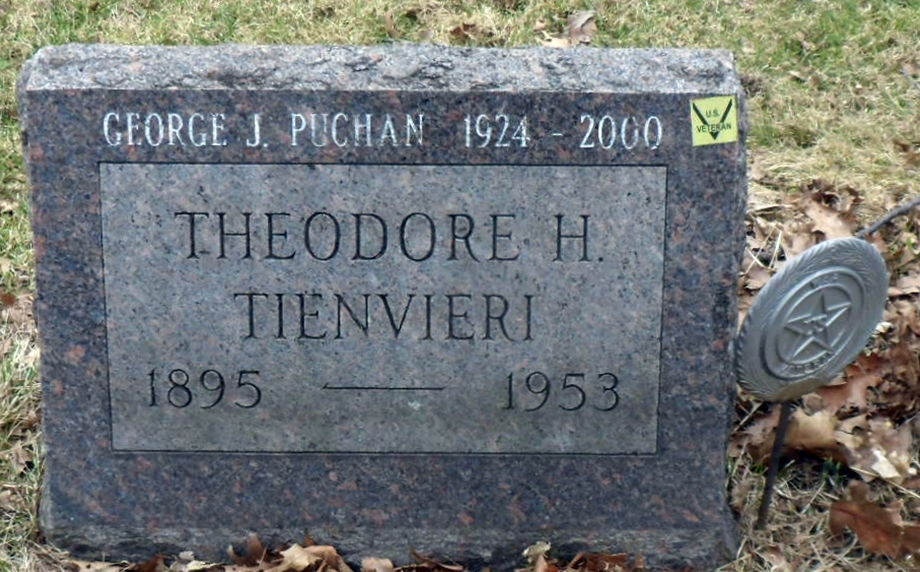 GEORGE J. PUCHAN 1924 - 2000
U.S.
VETERAN
THEODORE H.
TIENVIERI
1895 — 1953